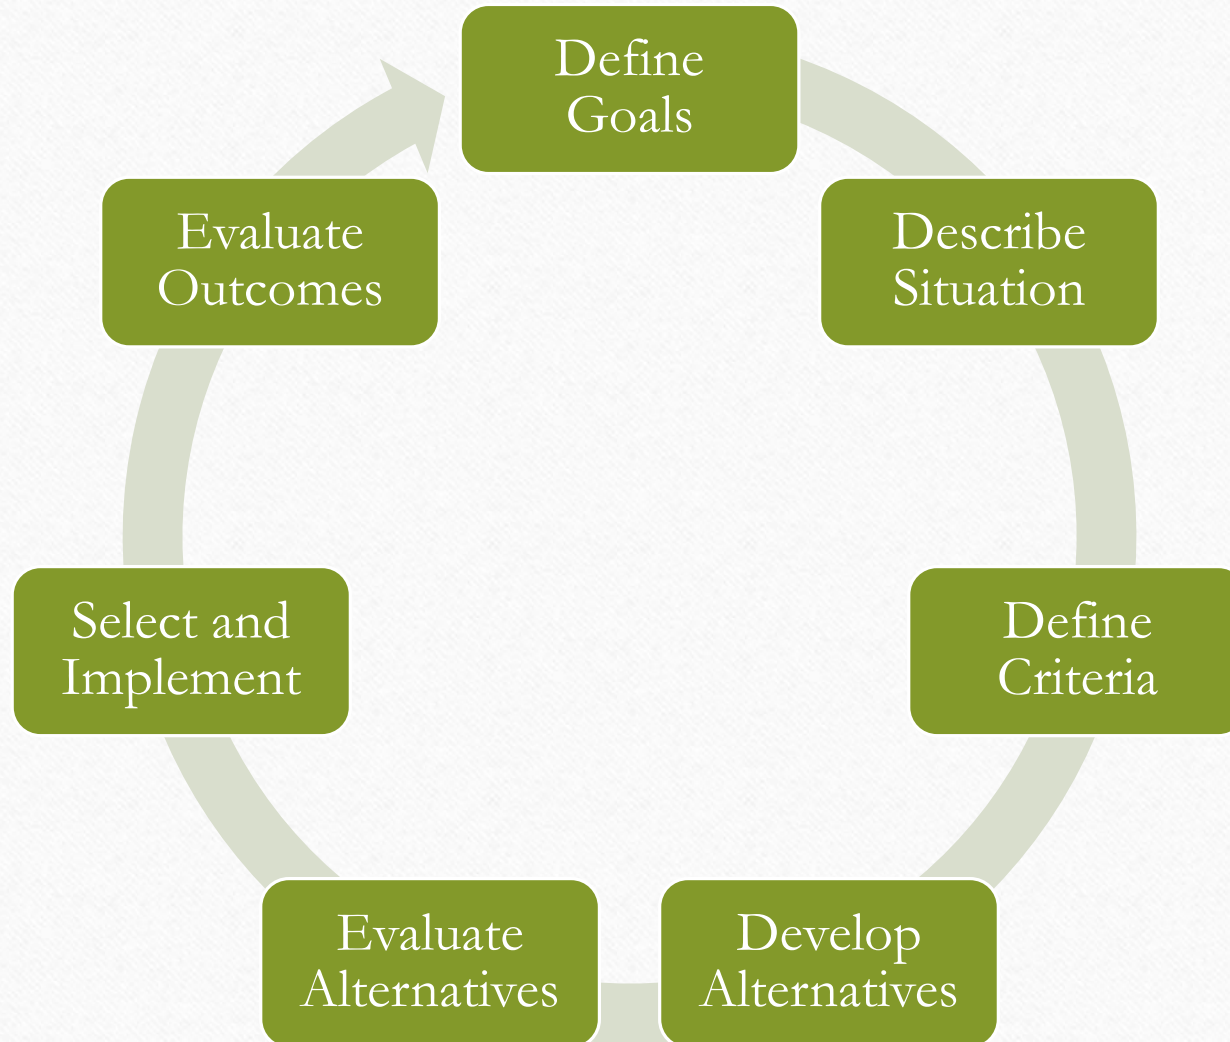 Define
Goals
Describe
Situation
Define
Criteria
Develop
Alternatives
Evaluate
Alternatives
Select and
Implement
Evaluate
Outcomes